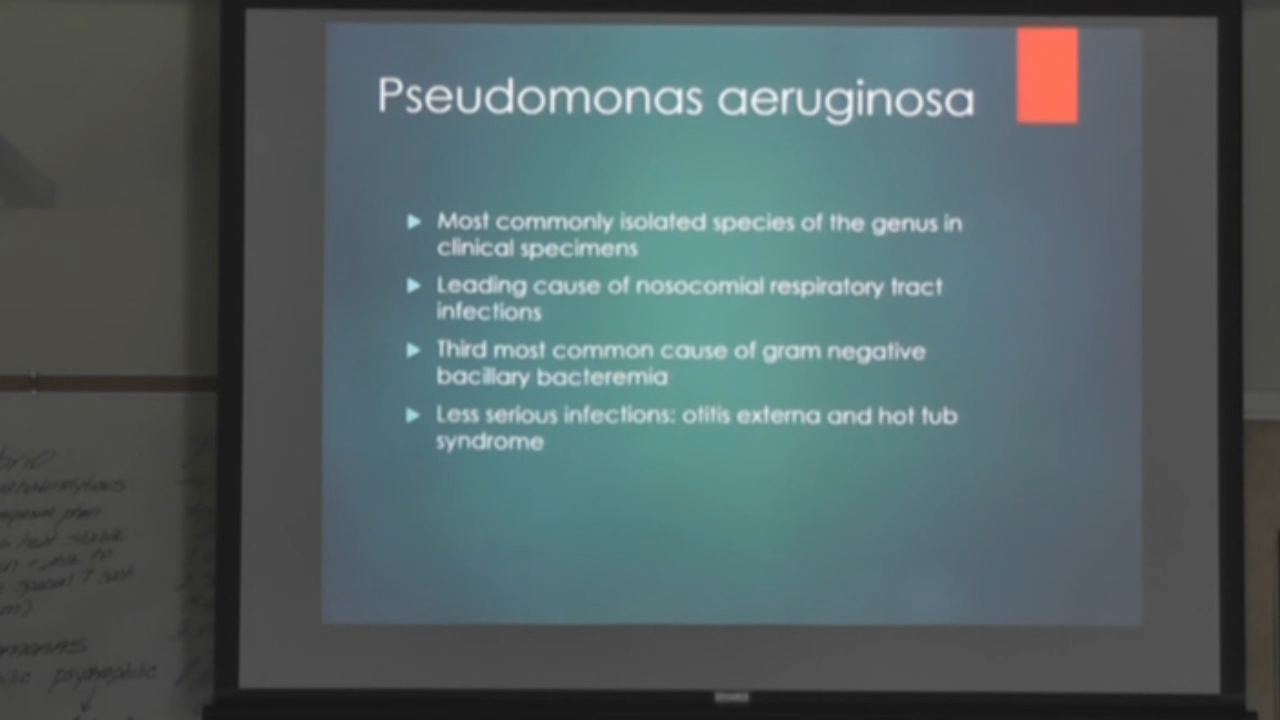 Pseudomonas aeruginosa
Most commonly isolated species of the genus in
clinical specimens
Leading cause of nosocomial respiratory tract
infections
Third most common cause of gram negative
bacillary bacteremia
Less serious infections: otitis externa and hot tub
syndrome